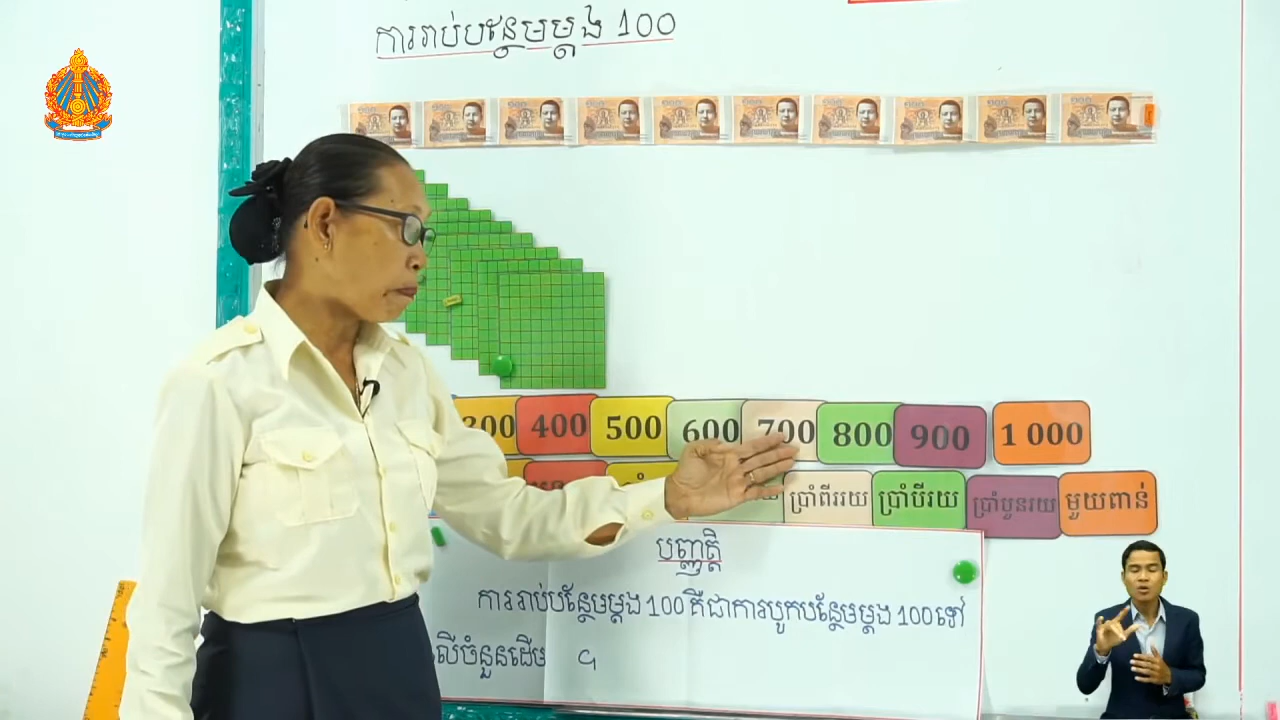 ការរាប់បន្ថែមម្តង 100
300 400 500 600 700 800 900 1 000
ប្រាំពីររយ ប្រាំបីរយ ប្រាំបួនរយ មួយពាន់
បញ្ញត្តិ
ការរាប់បន្ថែមម្តង 100 គឺជាការបូកបន្ថែមម្តង 100 ទៅ
លើចំនួនដើម ។